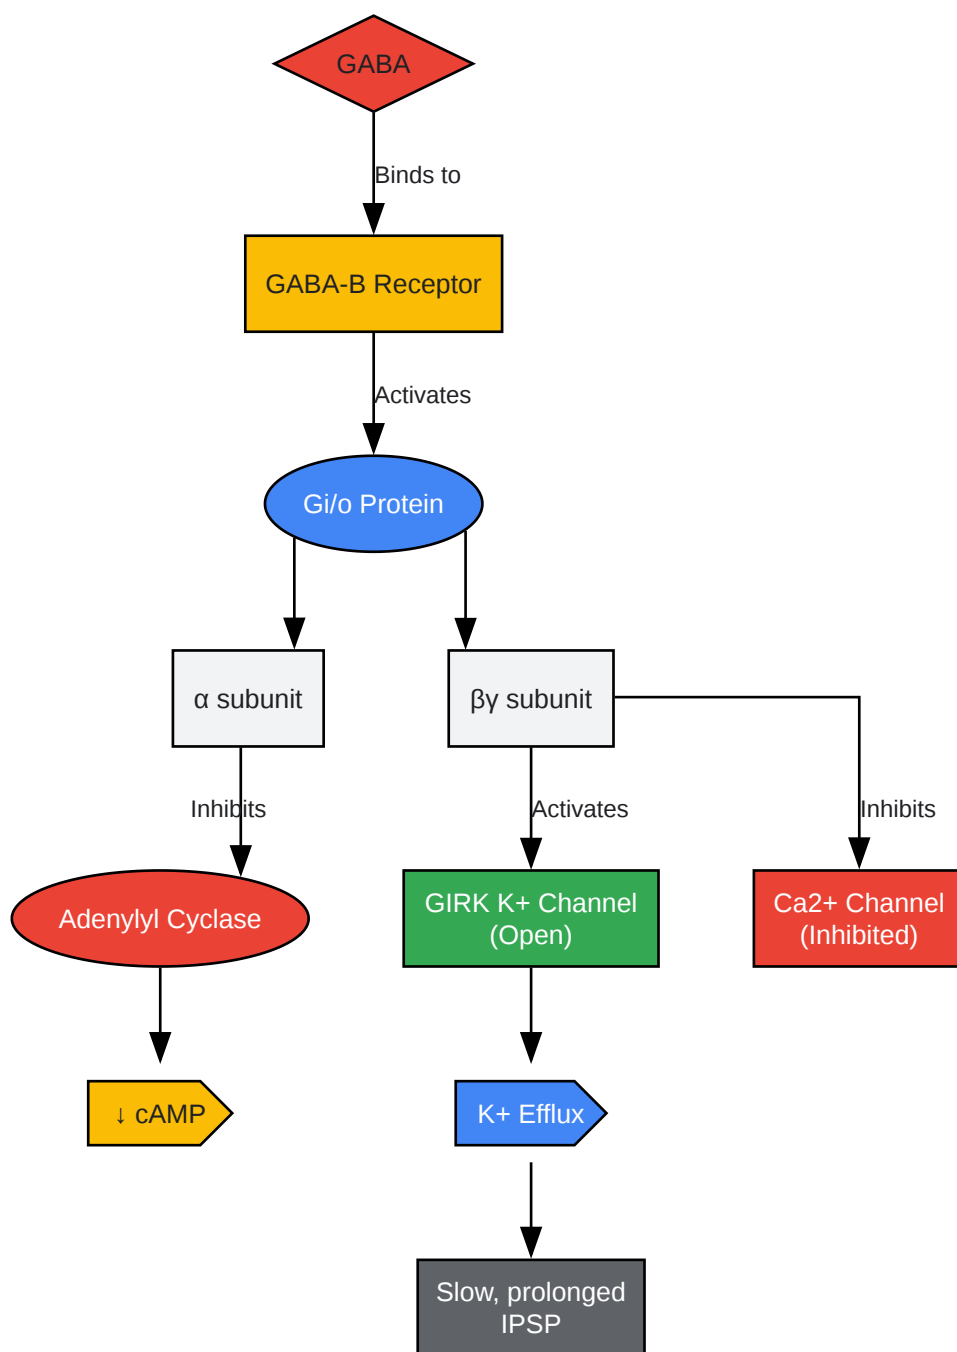 GABA
Binds to
GABA-B Receptor
Activates
Gi/o Protein
α subunit
βγ subunit
Inhibits
Activates
Inhibits
Adenylyl Cyclase
GIRK K+ Channel
(Open)
Ca2+ Channel
(Inhibited)
↓ cAMP
K+ Efflux
Slow, prolonged
IPSP